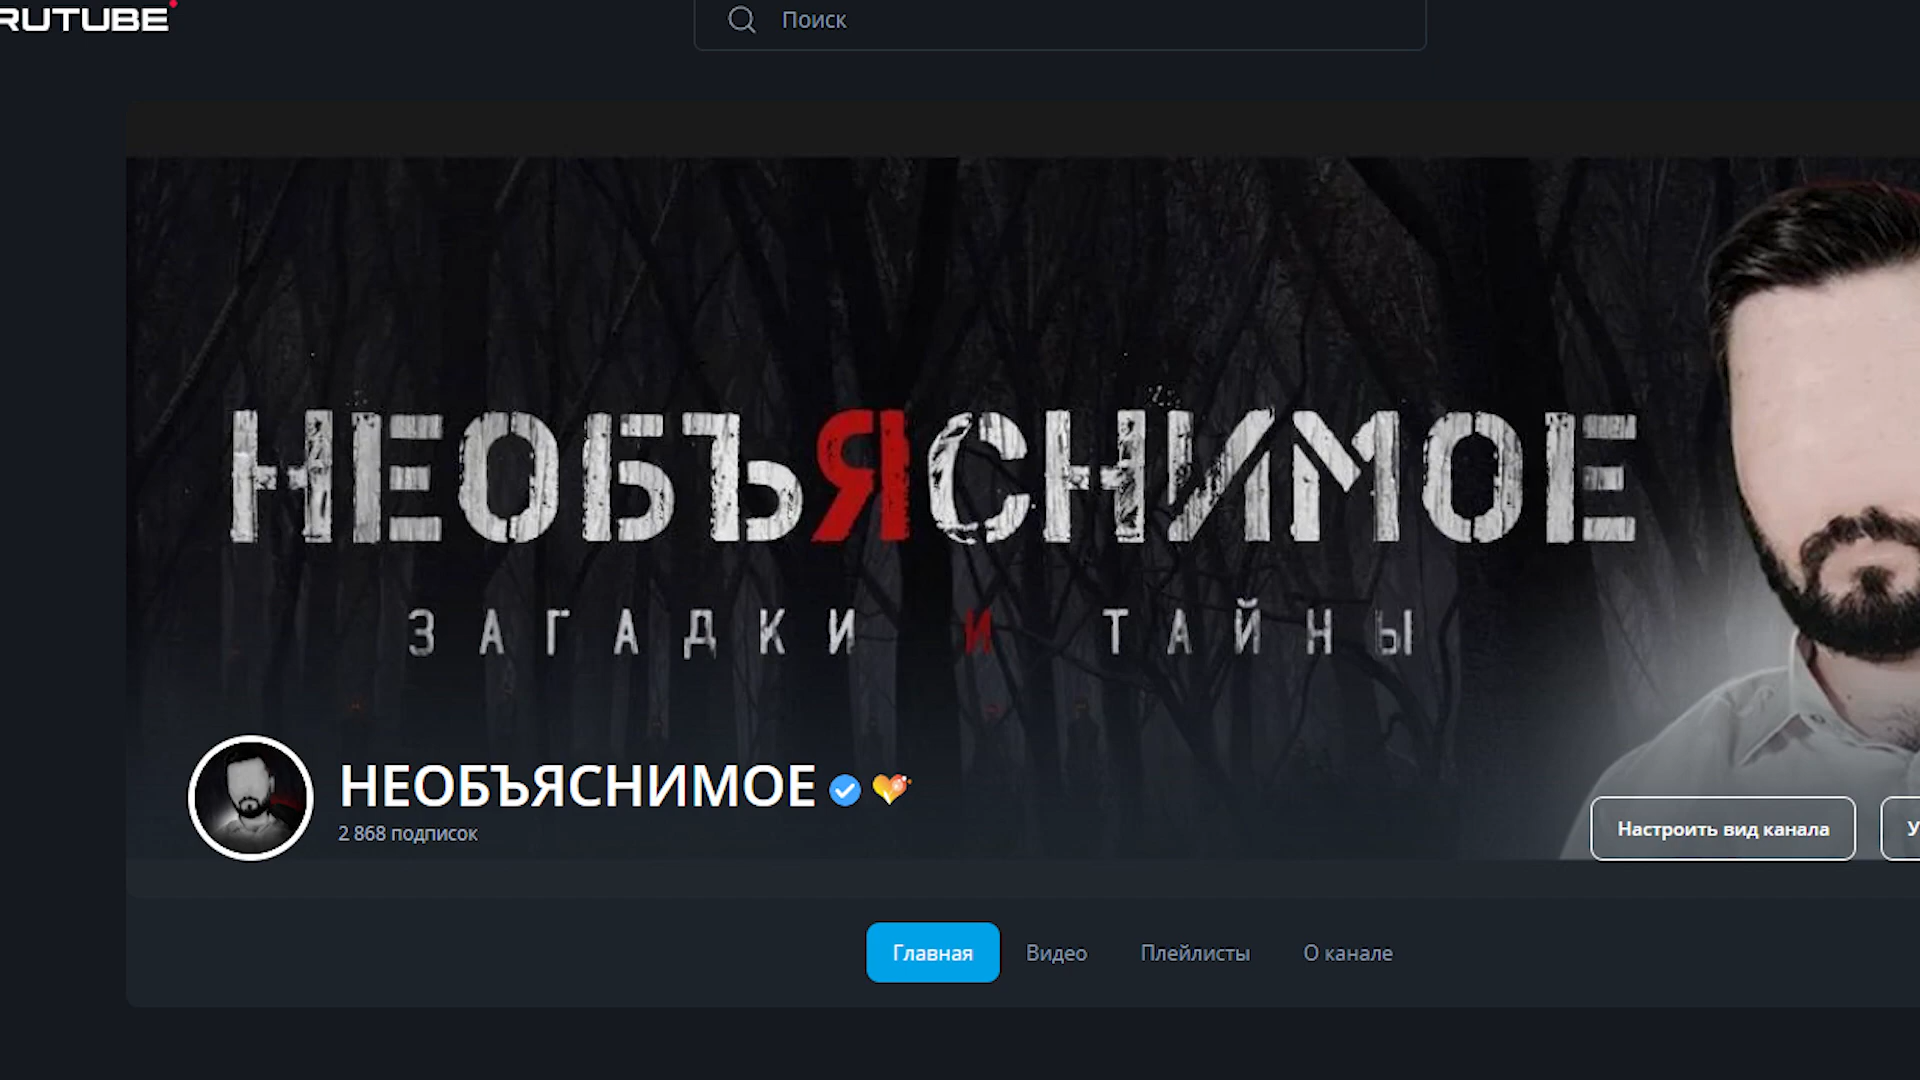 RUTUBE
Поиск
НЕОБЪЯСНИМОЕ
ЗАГАДКИ И ТАЙНЫ
НЕОБЪЯСНИМОЕ
2 868 подписок
Настроить вид канала
У
Главная
Видео
Плейлисты
О канале